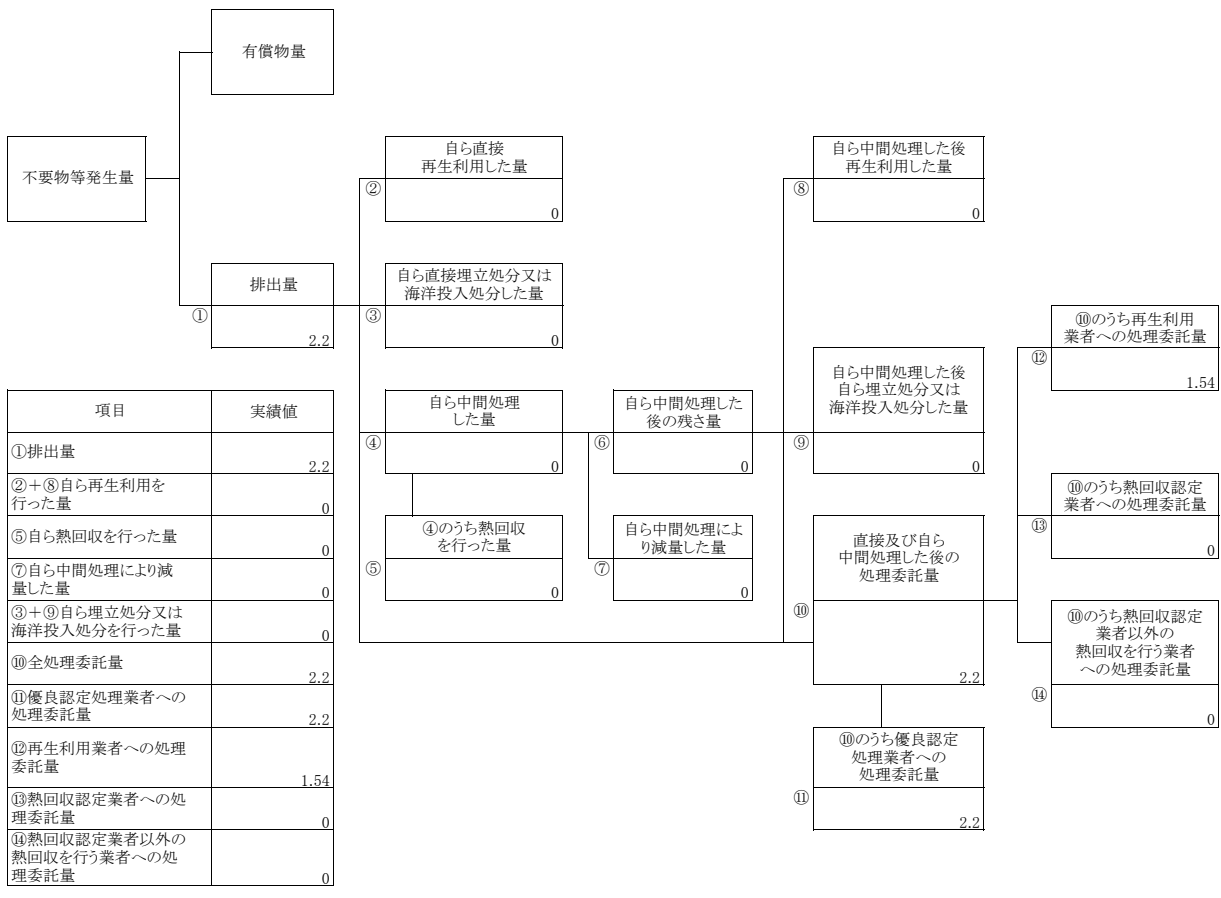 有償物量
不要物等発生量
自ら直接
再生利用した量
②
0
自ら中間処理した後
再生利用した量
⑧
0
排出量
①
2.2
自ら直接埋立処分又は
海洋投入処分した量
③
0
⑩のうち再生利用
業者への処理委託量
⑫
1.54
自ら中間処理
した量
④
0
自ら中間処理した
後の残さ量
⑥
0
自ら中間処理した後
自ら埋立処分又は
海洋投入処分した量
⑨
0
⑩のうち熱回収認定
業者への処理委託量
⑬
0
④のうち熱回収
を行った量
⑤
0
自ら中間処理によ
り減量した量
⑦
0
直接及び自ら
中間処理した後の
処理委託量
⑩
2.2
⑩のうち熱回収認定
業者以外の
熱回収を行う業者
への処理委託量
⑭
0
⑩のうち優良認定
処理業者への
処理委託量
⑪
2.2
項目 実績値
①排出量
2.2
②＋⑧自ら再生利用を
行った量
0
⑤自ら熱回収を行った量
0
⑦自ら中間処理により減
量した量
0
③＋⑨自ら埋立処分又は
海洋投入処分を行った量
0
⑩全処理委託量
2.2
⑪優良認定処理業者への
処理委託量
2.2
⑫再生利用業者への処理
委託量
1.54
⑬熱回収認定業者への処
理委託量
0
⑭熱回収認定業者以外の
熱回収を行う業者への処
理委託量
0